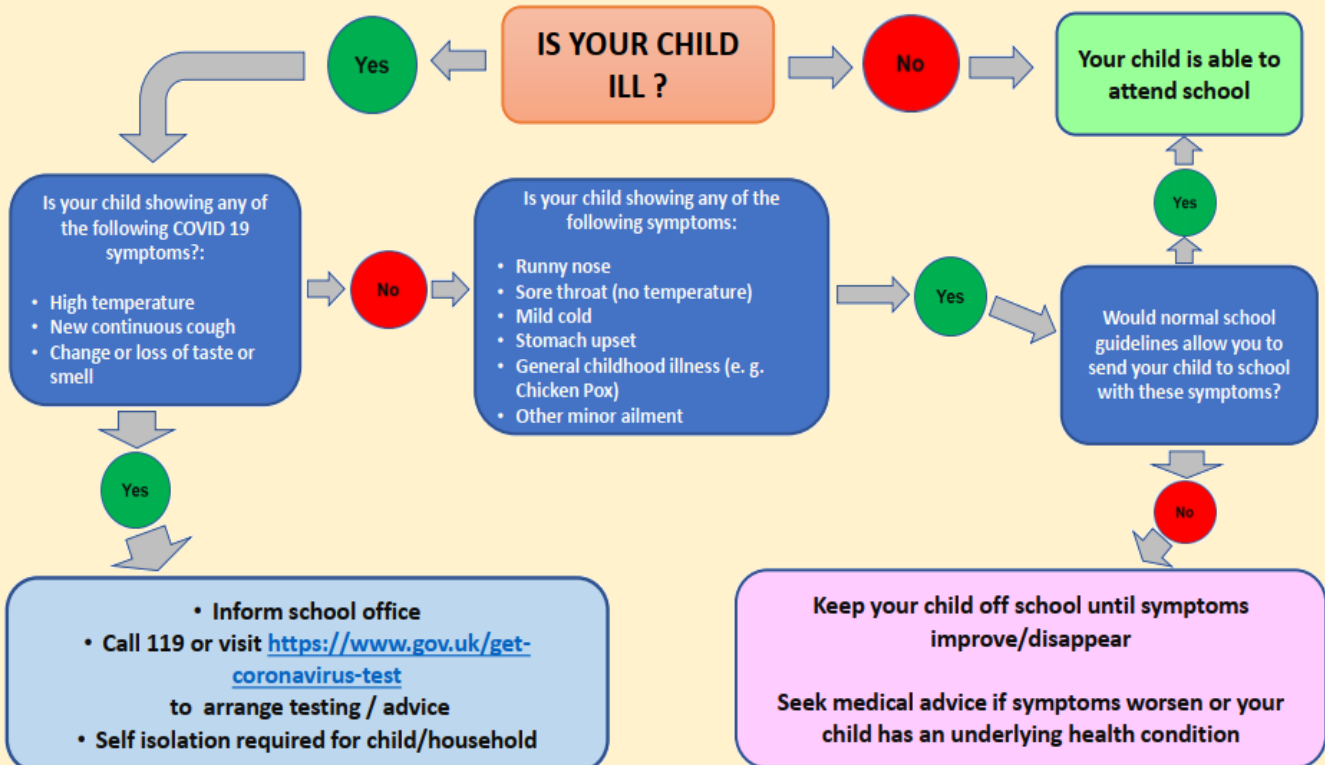 IS YOUR CHILD
ILL ?
Yes
No
Your child is able to
attend school
Is your child showing any of
the following COVID 19
symptoms?:
• High temperature
• New continuous cough
• Change or loss of taste or
smell
No
Is your child showing any of the
following symptoms:
• Runny nose
• Sore throat (no temperature)
• Mild cold
• Stomach upset
• General childhood illness (e. g.
Chicken Pox)
• Other minor ailment
Yes
Would normal school
guidelines allow you to
send your child to school
with these symptoms?
Yes
No
Yes
• Inform school office
• Call 119 or visit https://www.gov.uk/get-
coronavirus-test
to arrange testing / advice
• Self isolation required for child/household
Keep your child off school until symptoms
improve/disappear
Seek medical advice if symptoms worsen or your
child has an underlying health condition